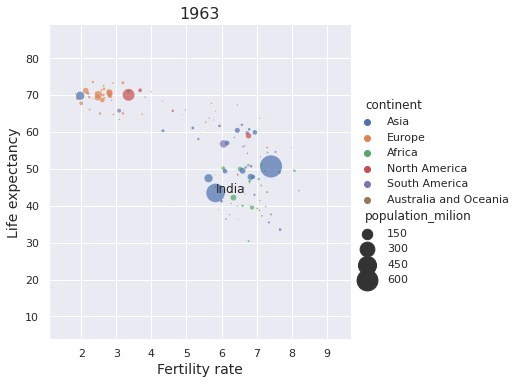 1963
Life expectancy
80
70
60
50
40
30
20
10
India
2 3 4 5 6 7 8 9
Fertility rate
continent
Asia
Europe
Africa
North America
South America
Australia and Oceania
population_milion
150
300
450
600